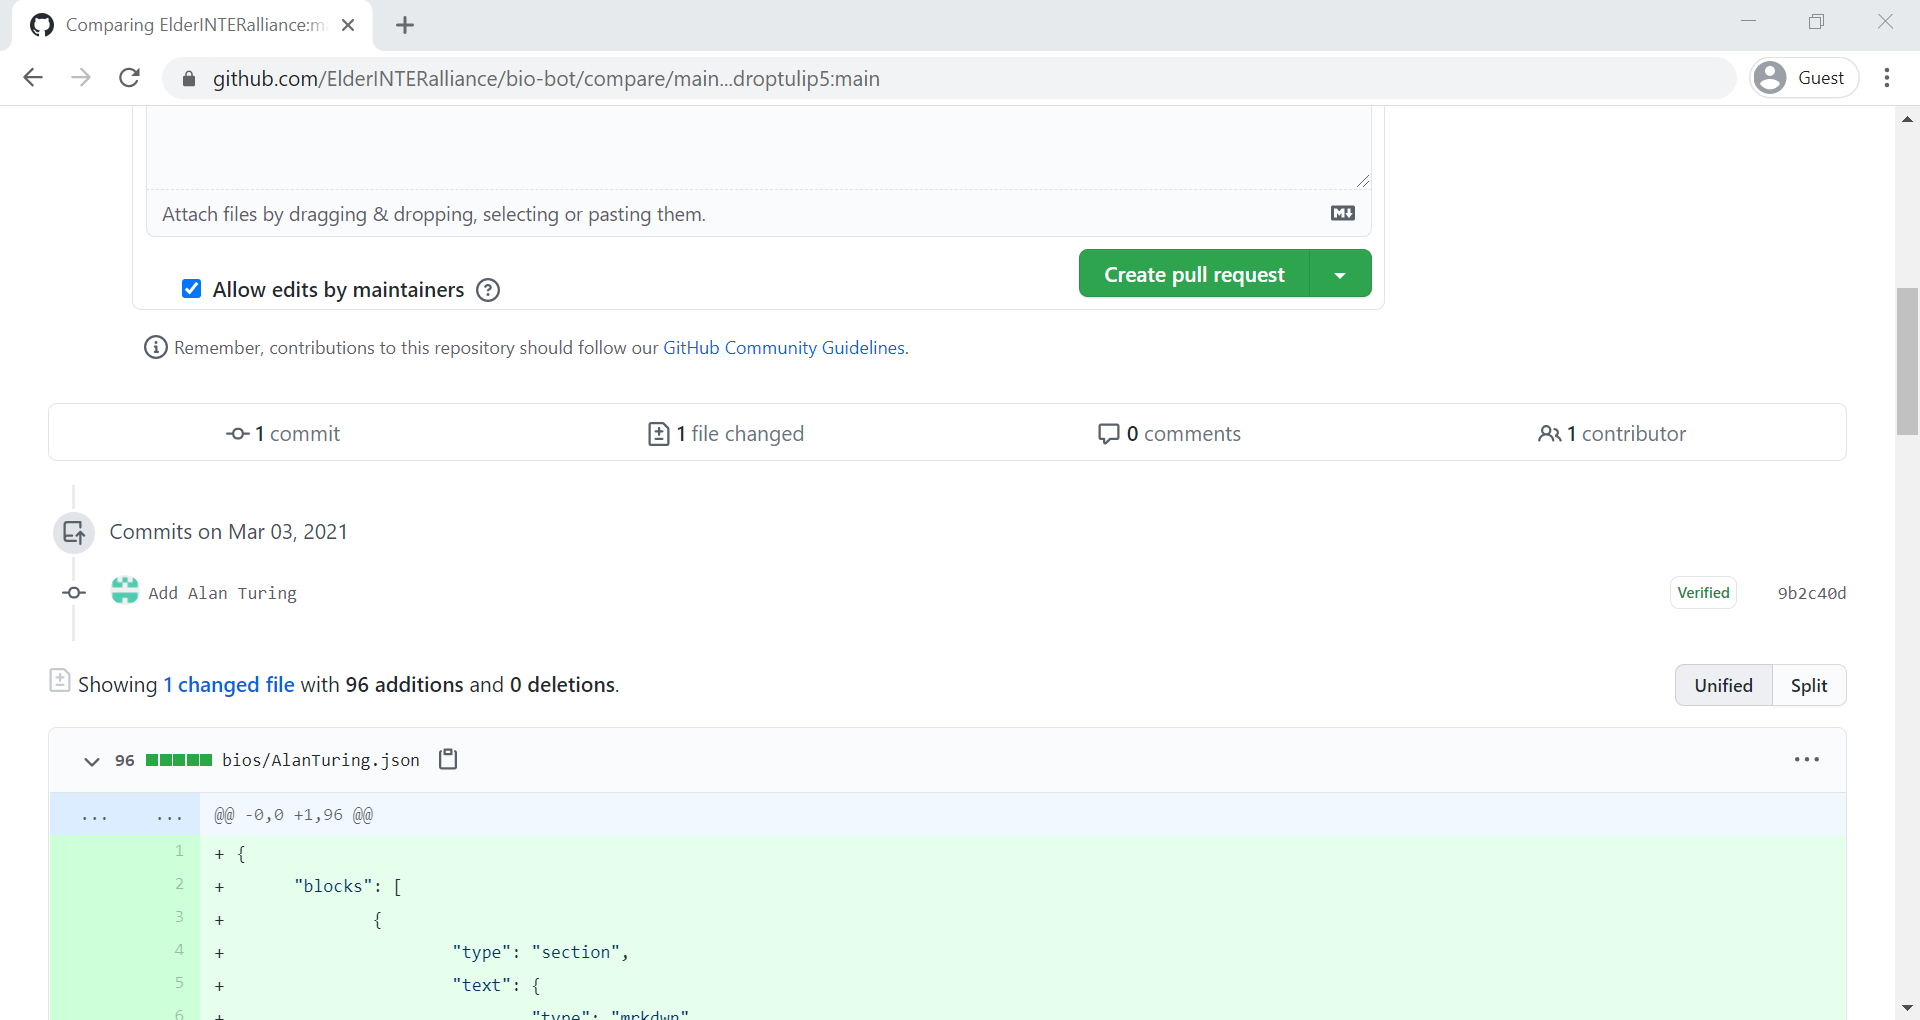 Comparing ElderINTERalliance:m
github.com/ElderINTERalliance/bio-bot/compare/main...droptulip5:main
Guest
Attach files by dragging & dropping, selecting or pasting them.
Allow edits by maintainers
Create pull request
Remember, contributions to this repository should follow our GitHub Community Guidelines.
1 commit
1 file changed
0 comments
1 contributor
Commits on Mar 03, 2021
Add Alan Turing
Verified
9b2c40d
Showing 1 changed file with 96 additions and 0 deletions.
Unified
Split
96
bios/AlanTuring.json
... ... @@ -0,0 +1,96 @@
1 + {
2 + "blocks": [
3 + {
4 + "type": "section",
5 + "text": {
6 + "type": "mrkdwn"